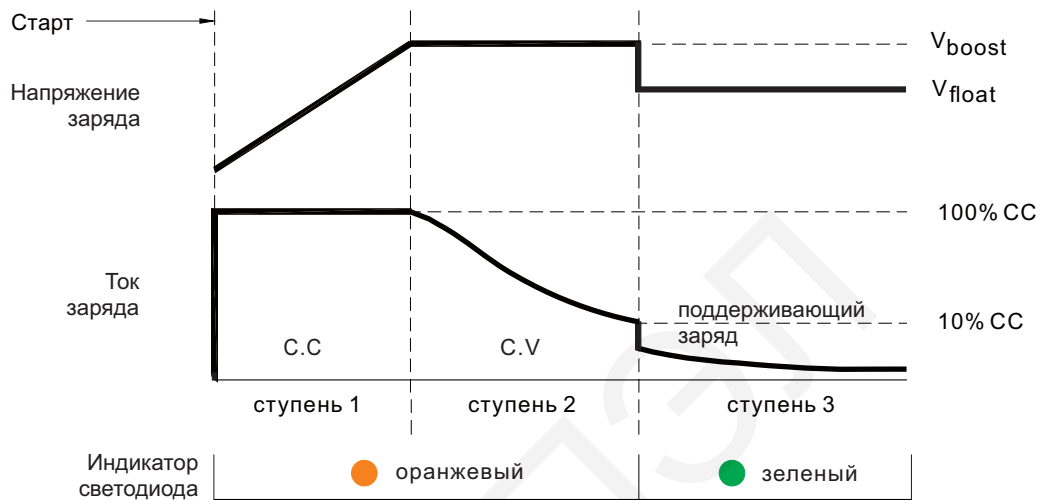 Старт
Напряжение
заряда
Vboost
Vfloat
100% CC
Ток
заряда
поддерживающий
заряд
10% CC
C.C
C.V
ступень 1
ступень 2
ступень 3
Индикатор
светодиода
оранжевый
зеленый
ПЭЛ